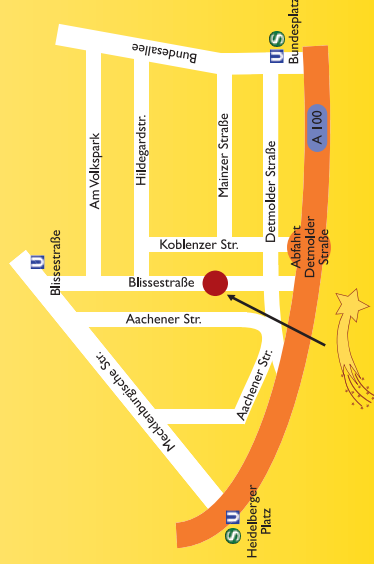 Bundesallee
U S
Bundesplatz
A 100
Am Volkspark
Hildegardstr.
Mainzer Straße
Detmolder Straße
Koblenzer Str.
Abfahrt
Detmolder
Straße
U
Blissestraße
Blissestraße
Aachener Str.
Aachener Str.
Mecklenburgische Str.
S U
Heidelberger
Platz